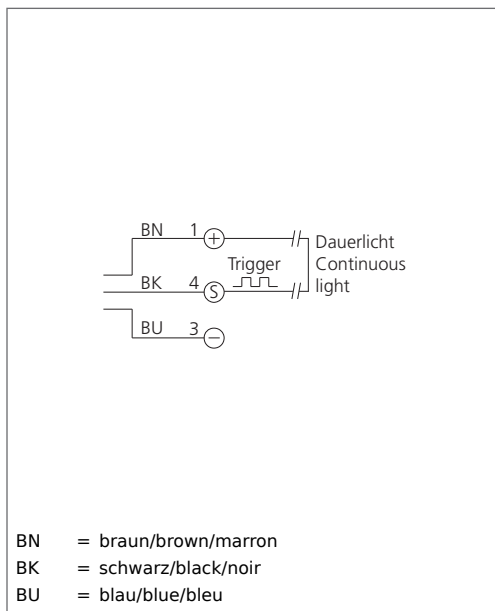 BN 1 +
Dauerlicht
Trigger Continuous
BK 4 S light
BU 3 −
BN = braun/brown/marron
BK = schwarz/black/noir
BU = blau/blue/bleu